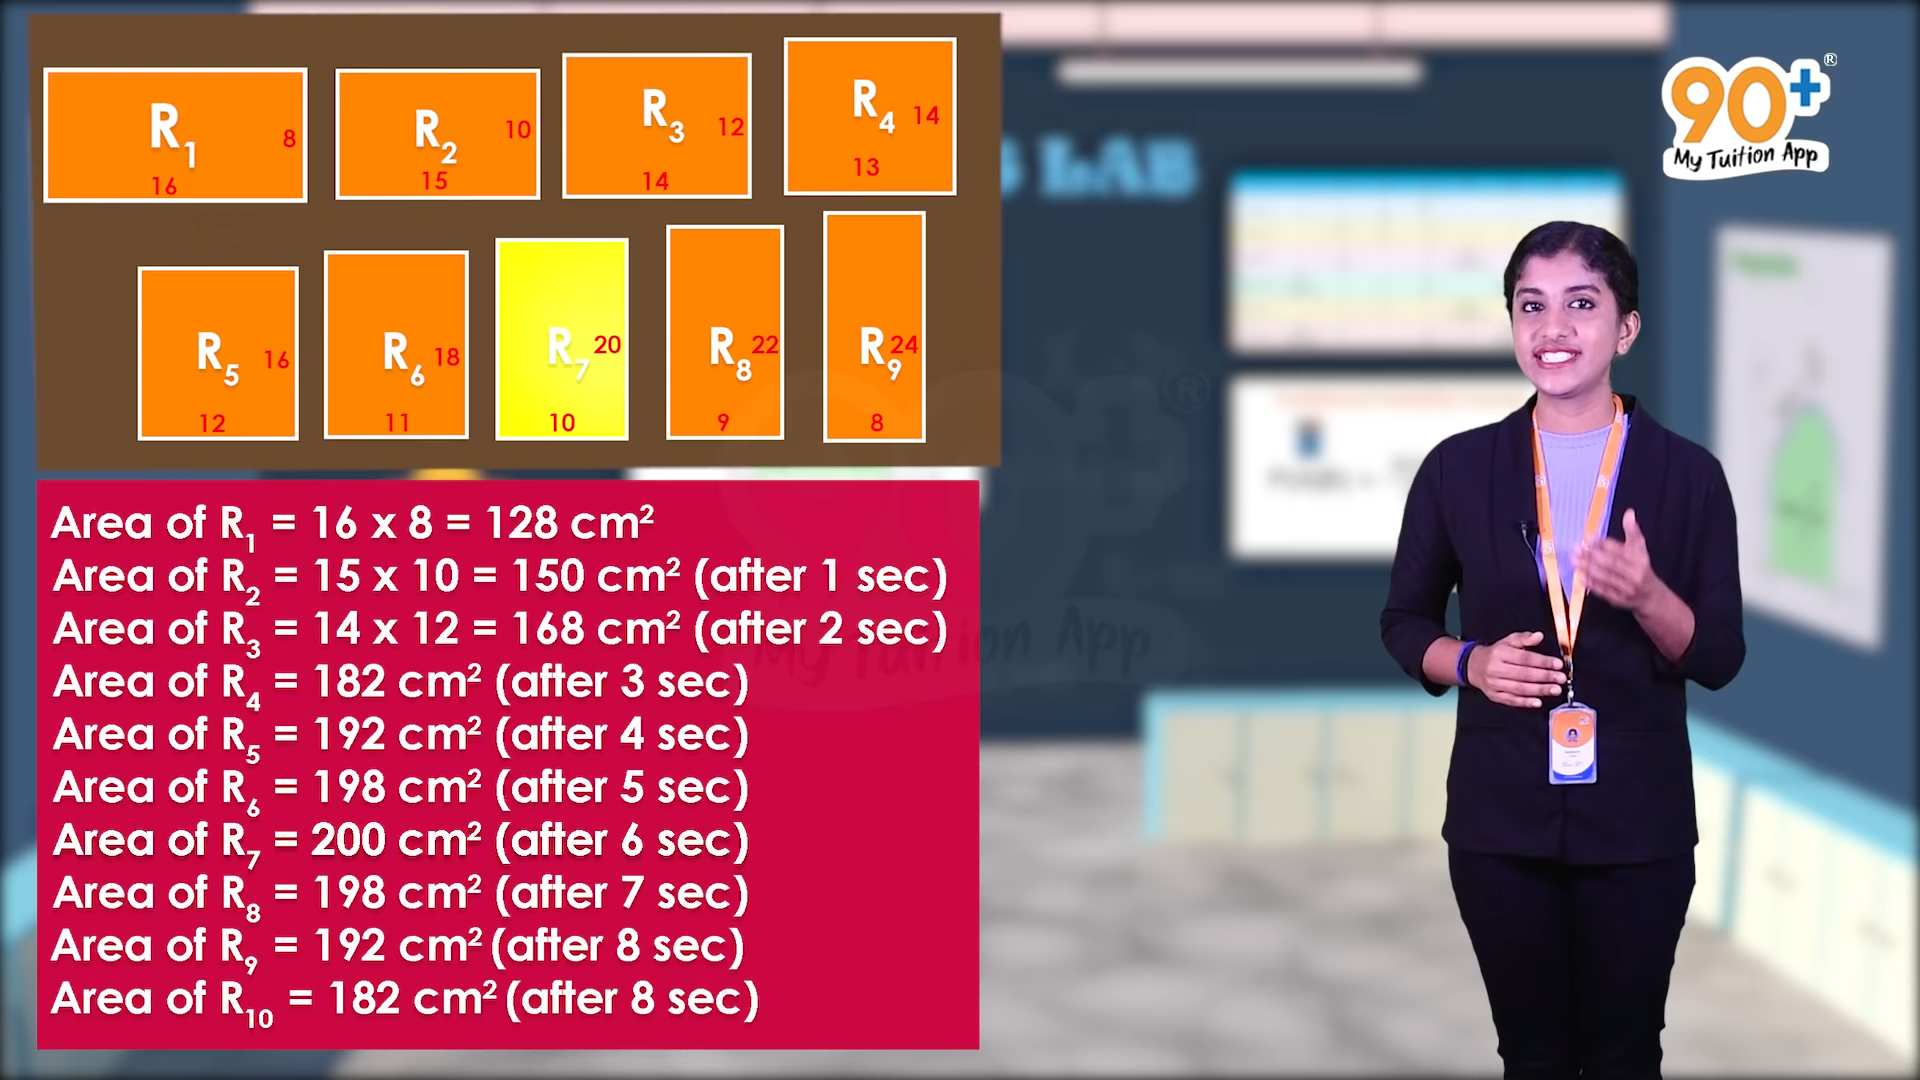 90+ ®
My Tuition App
S LAB
R1 8
16
R2 10
15
R3 12
14
R4 14
13
R5 16
12
R6 18
11
R7 20
10
R8 22
9
R9 24
8
Area of R1 = 16 x 8 = 128 cm²
Area of R2 = 15 x 10 = 150 cm² (after 1 sec)
Area of R3 = 14 x 12 = 168 cm² (after 2 sec)
Area of R4 = 182 cm² (after 3 sec)
Area of R5 = 192 cm² (after 4 sec)
Area of R6 = 198 cm² (after 5 sec)
Area of R7 = 200 cm² (after 6 sec)
Area of R8 = 198 cm² (after 7 sec)
Area of R9 = 192 cm² (after 8 sec)
Area of R10 = 182 cm² (after 8 sec)
My Tuition App